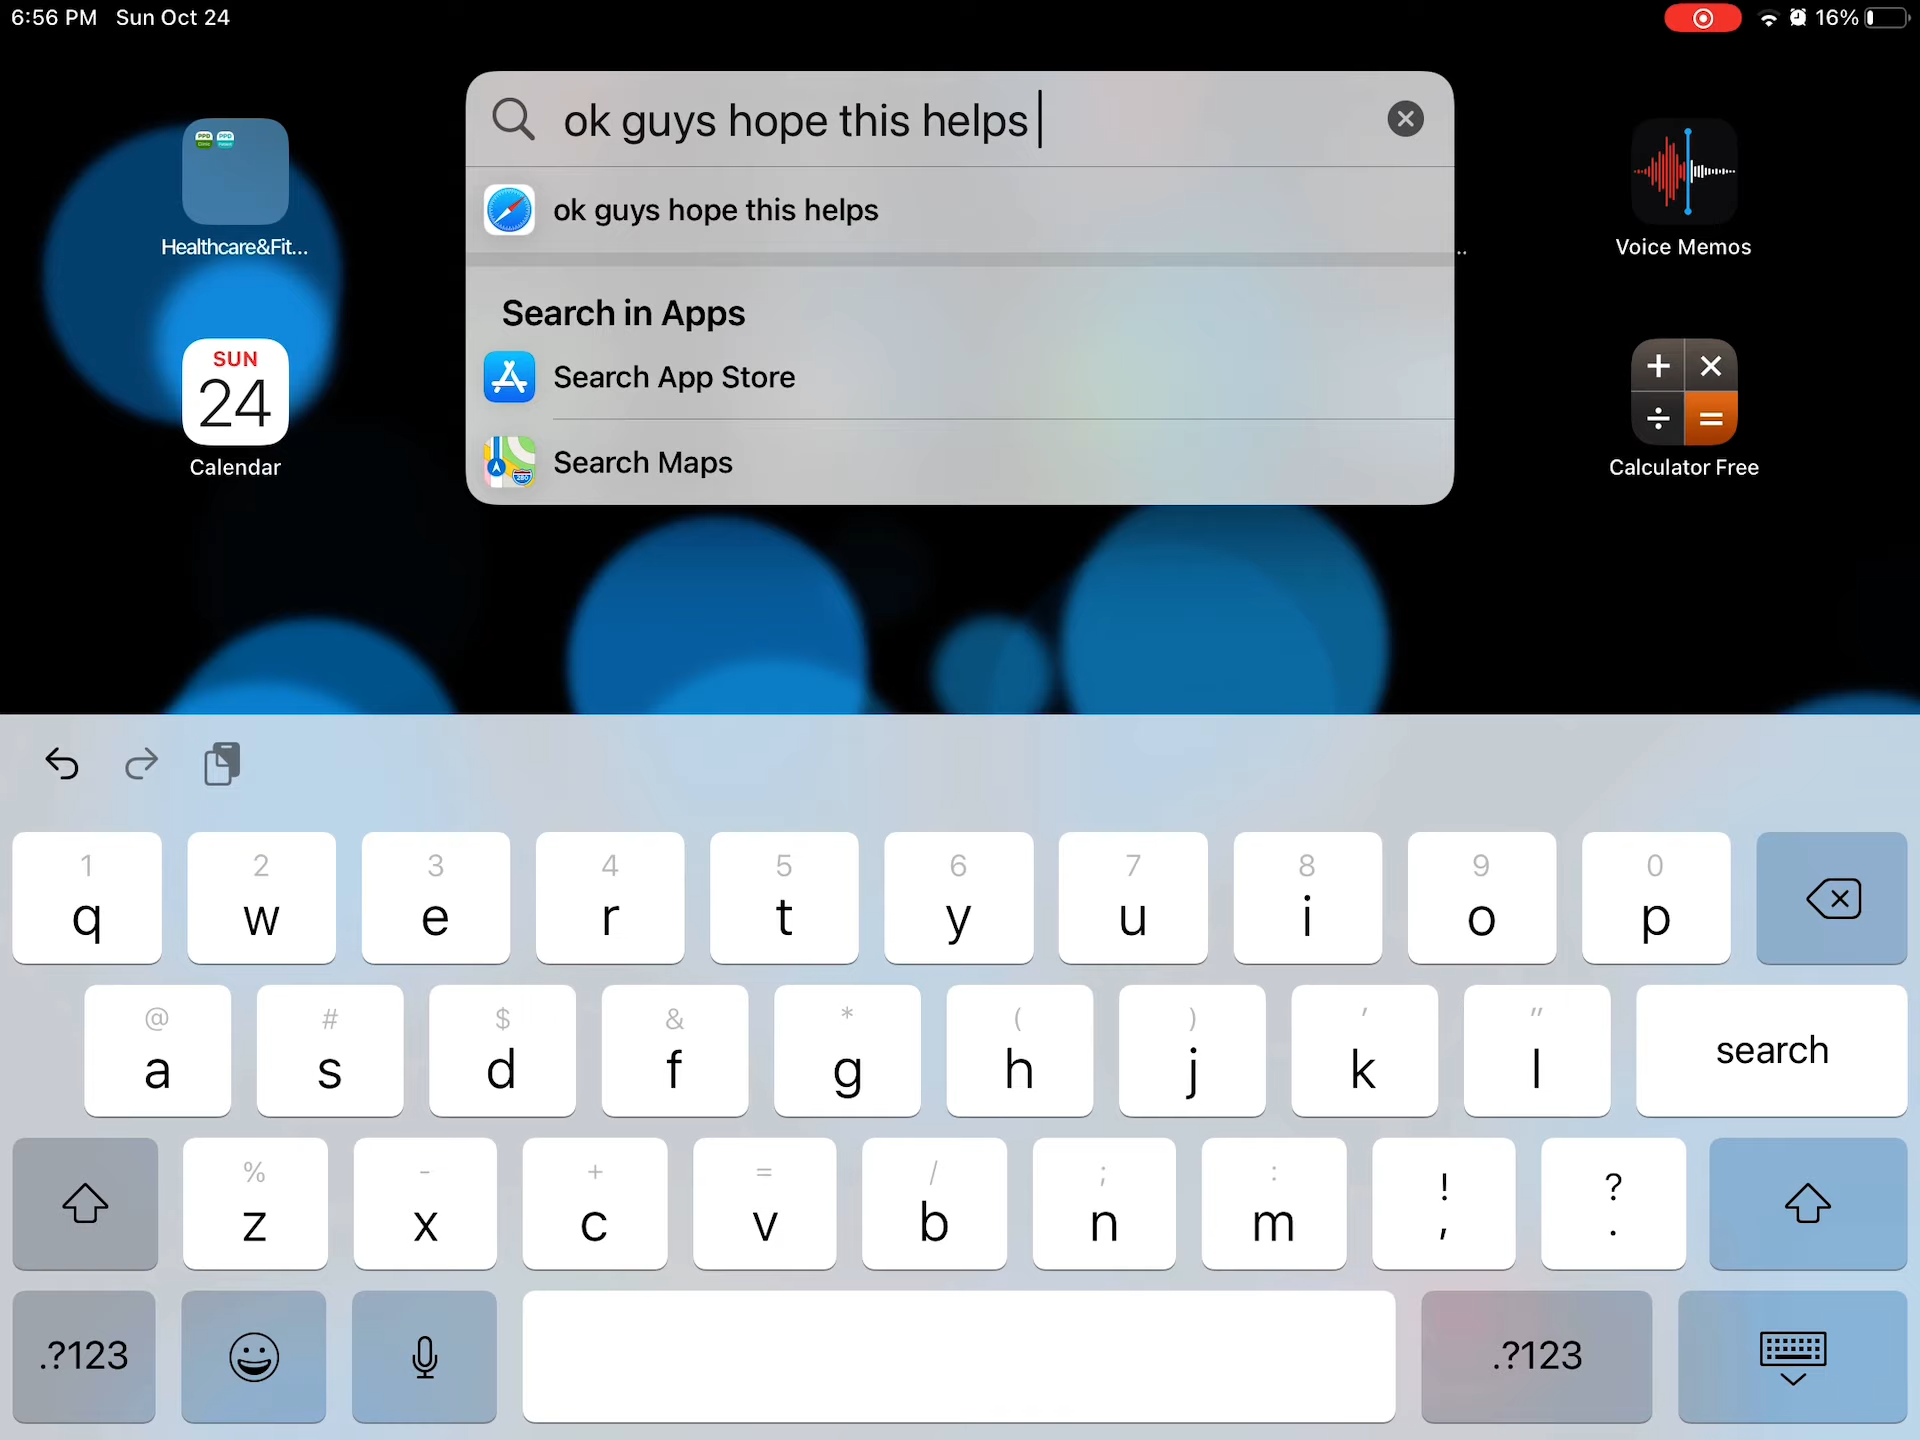 6:56 PM Sun Oct 24
16%
ok guys hope this helps
ok guys hope this helps
Search in Apps
Search App Store
Search Maps
Healthcare&Fit...
..
Voice Memos
SUN
24
Calendar
+ ×
÷ =
Calculator Free
1 2 3 4 5 6 7 8 9 0
q w e r t y u i o p
@ # $ & * ( ) ' "
a s d f g h j k l search
% - + = / ; : ! ?
z x c v b n m , .
.?123 .?123